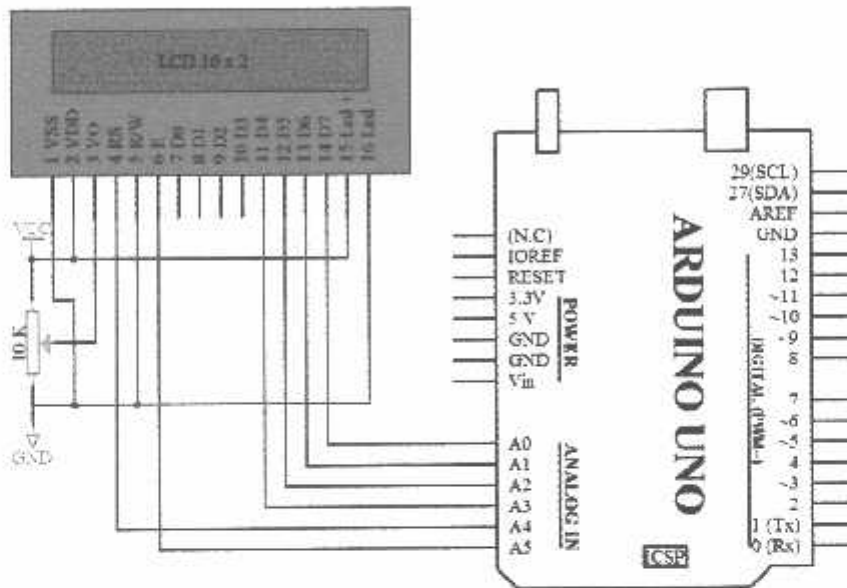 LCD 16 x 2
1 VSS
2 VDD
3 VO
4 RS
5 R/W
6 E
7 D0
8 D1
9 D2
10 D3
11 D4
12 D5
13 D6
14 D7
15 Led +
16 Led
VCC
10 K
GND
(N.C)
IOREF
RESET
3.3V
5 V
GND
GND
Vin
POWER
A0
A1
A2
A3
A4
A5
ANALOG IN
ARDUINO UNO
ICSP
29(SCL)
27(SDA)
AREF
GND
13
12
~11
~10
~9
8
7
~6
~5
4
~3
2
1 (Tx)
0 (Rx)
DIGITAL (PWM~)